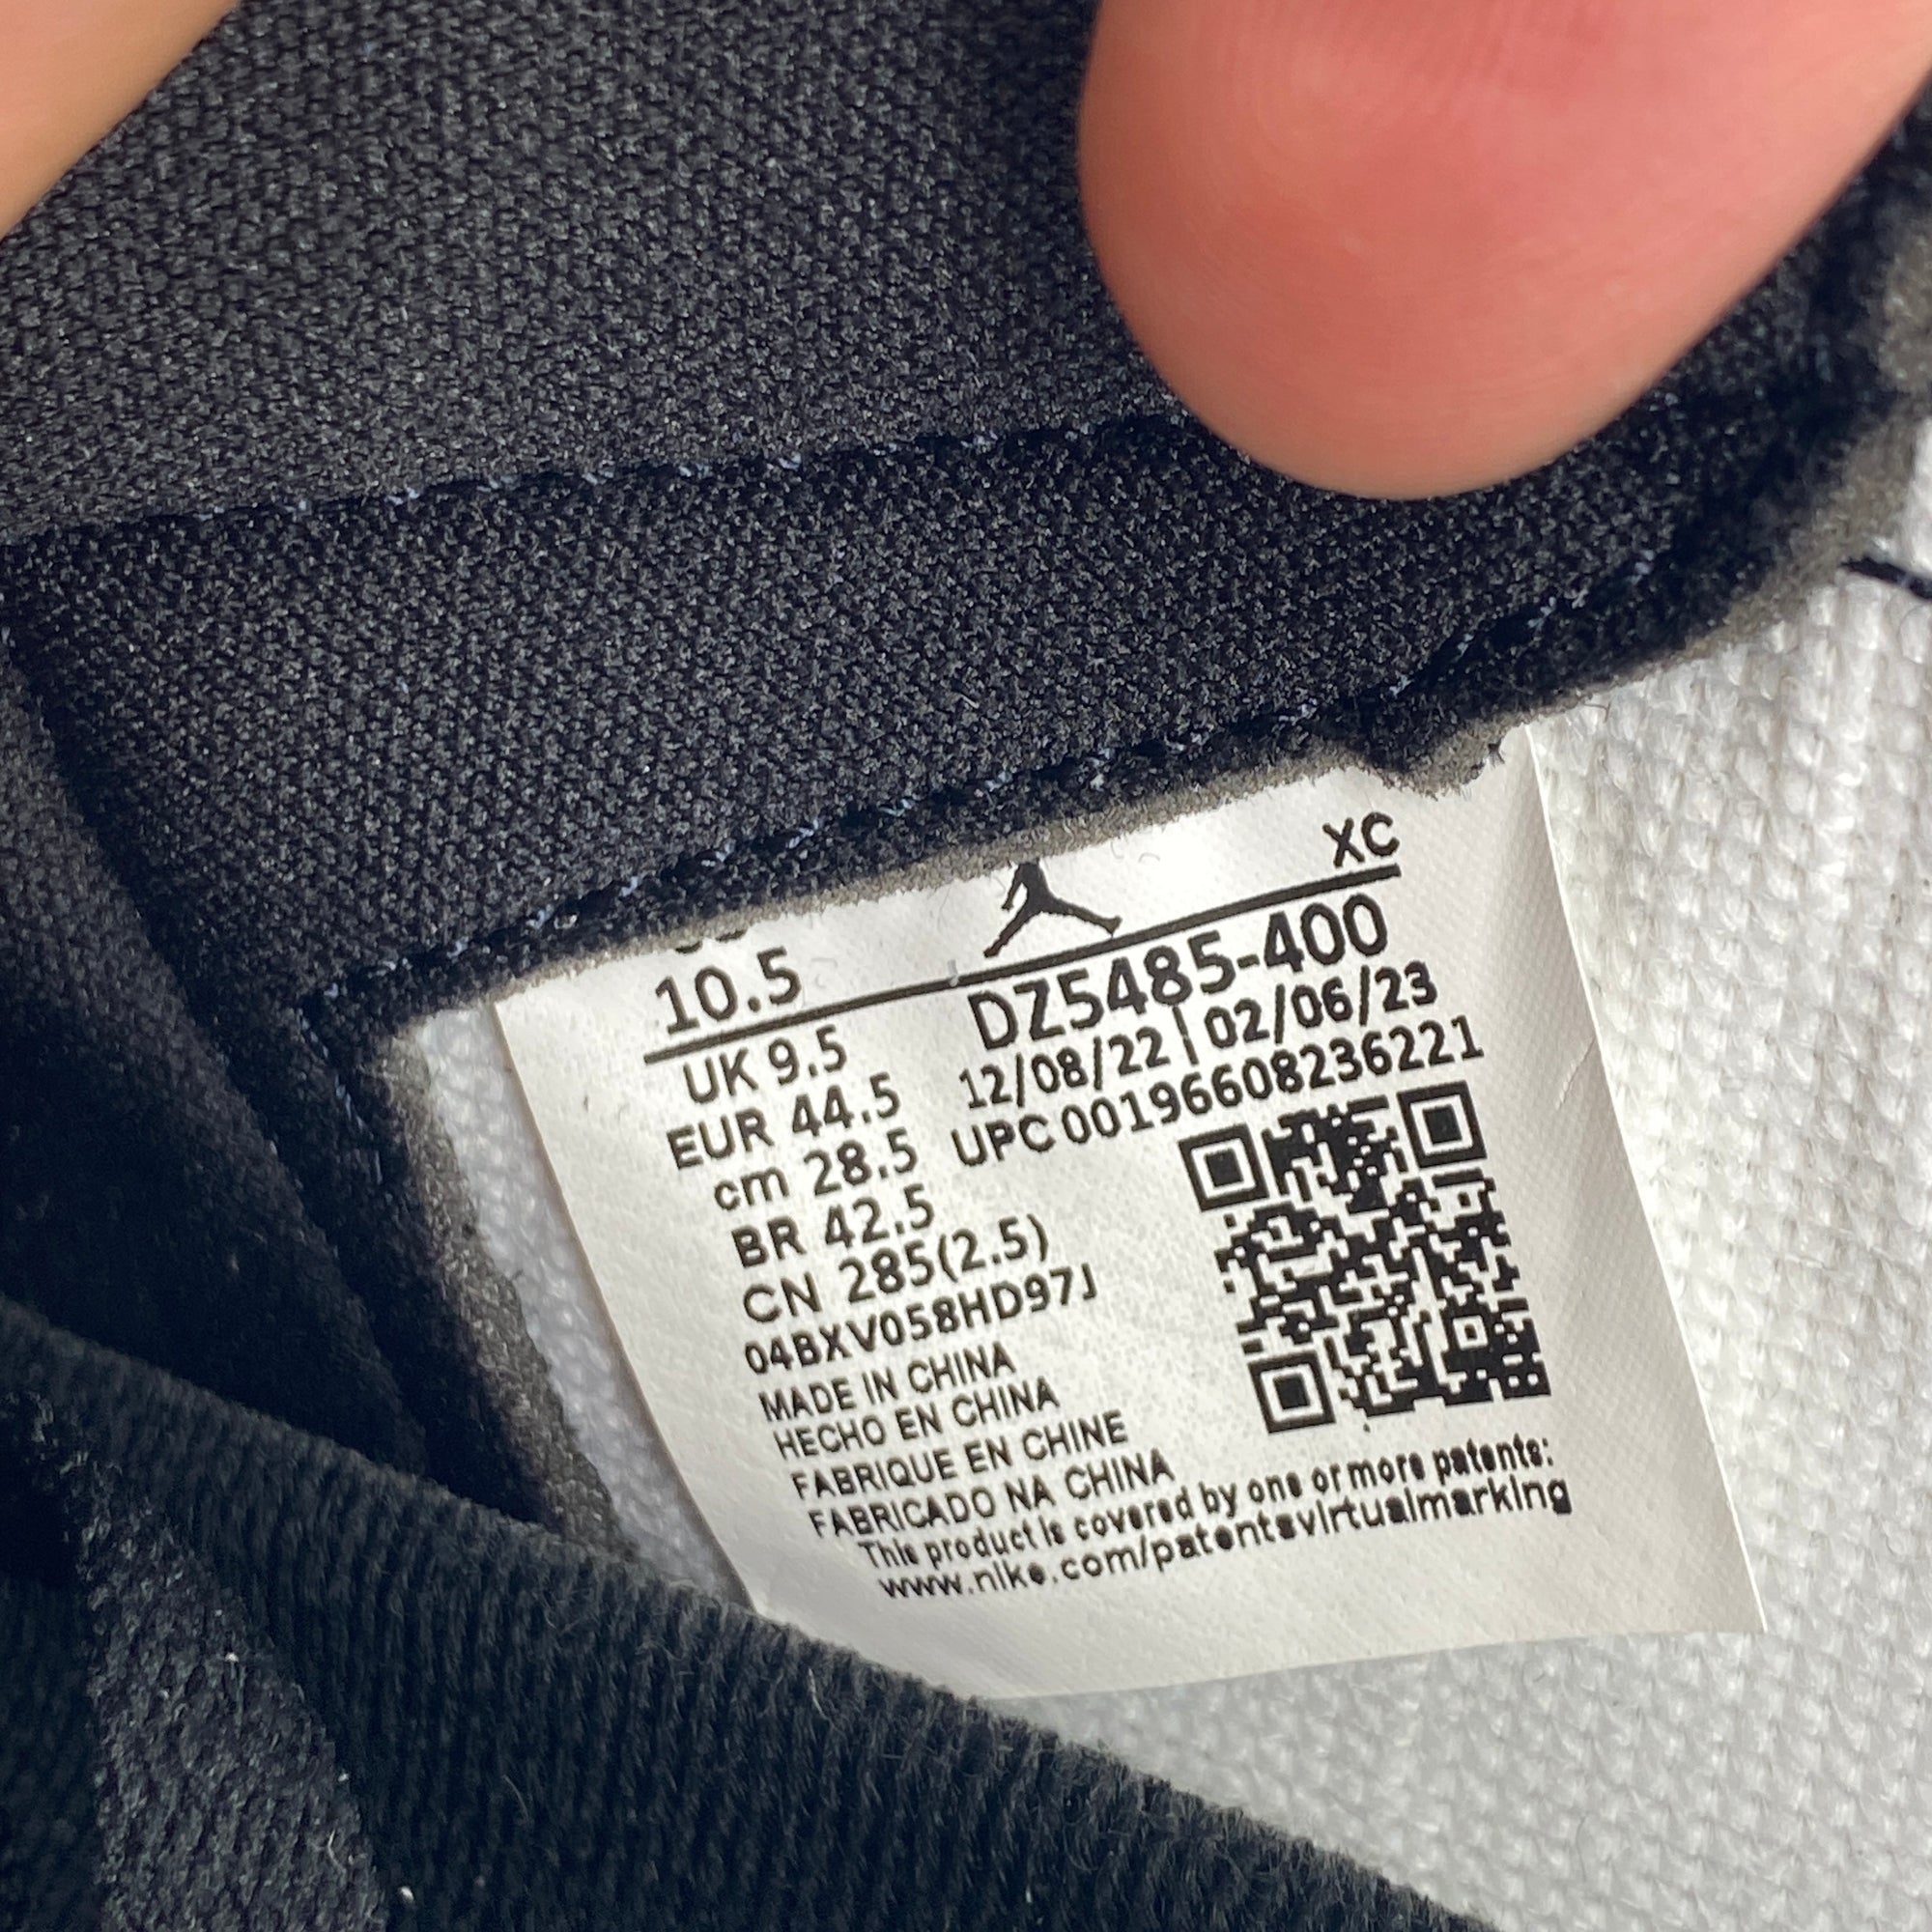 XC
10.5
DZ5485-400
UK 9.5
12/08/22 | 02/06/23
EUR 44.5
UPC 00196608236221
cm 28.5
BR 42.5
CN 285(2.5)
04BXV058HD97J
MADE IN CHINA
HECHO EN CHINA
FABRIQUE EN CHINE
FABRICADO NA CHINA
This product is covered by one or more patents:
www.nike.com/patentsvirtualmarking